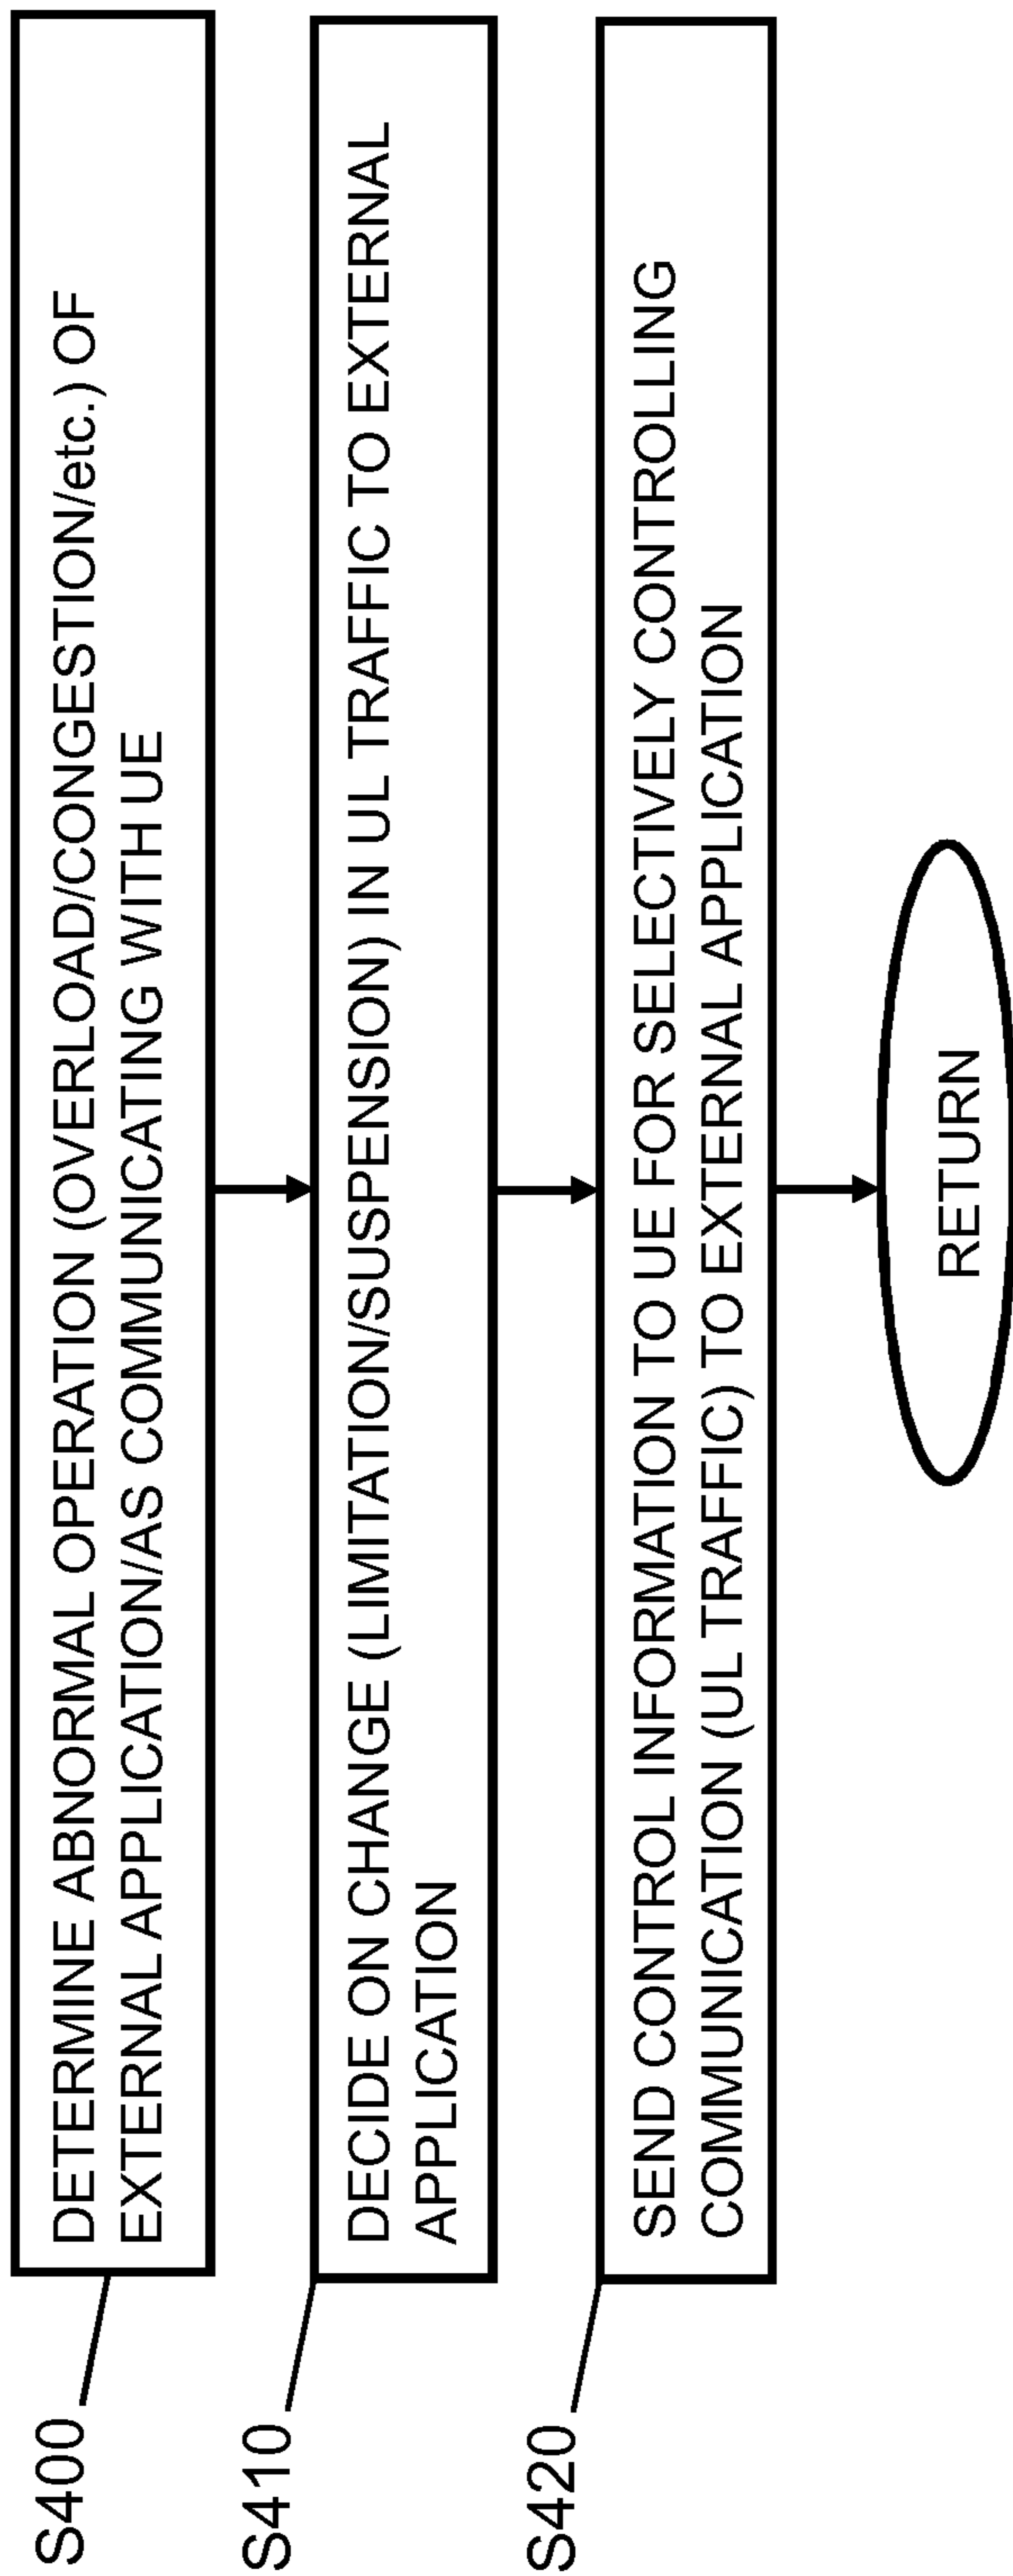 S400
DETERMINE ABNORMAL OPERATION (OVERLOAD/CONGESTION/etc.) OF
EXTERNAL APPLICATION/AS COMMUNICATING WITH UE
S410
DECIDE ON CHANGE (LIMITATION/SUSPENSION) IN UL TRAFFIC TO EXTERNAL
APPLICATION
S420
SEND CONTROL INFORMATION TO UE FOR SELECTIVELY CONTROLLING
COMMUNICATION (UL TRAFFIC) TO EXTERNAL APPLICATION
RETURN